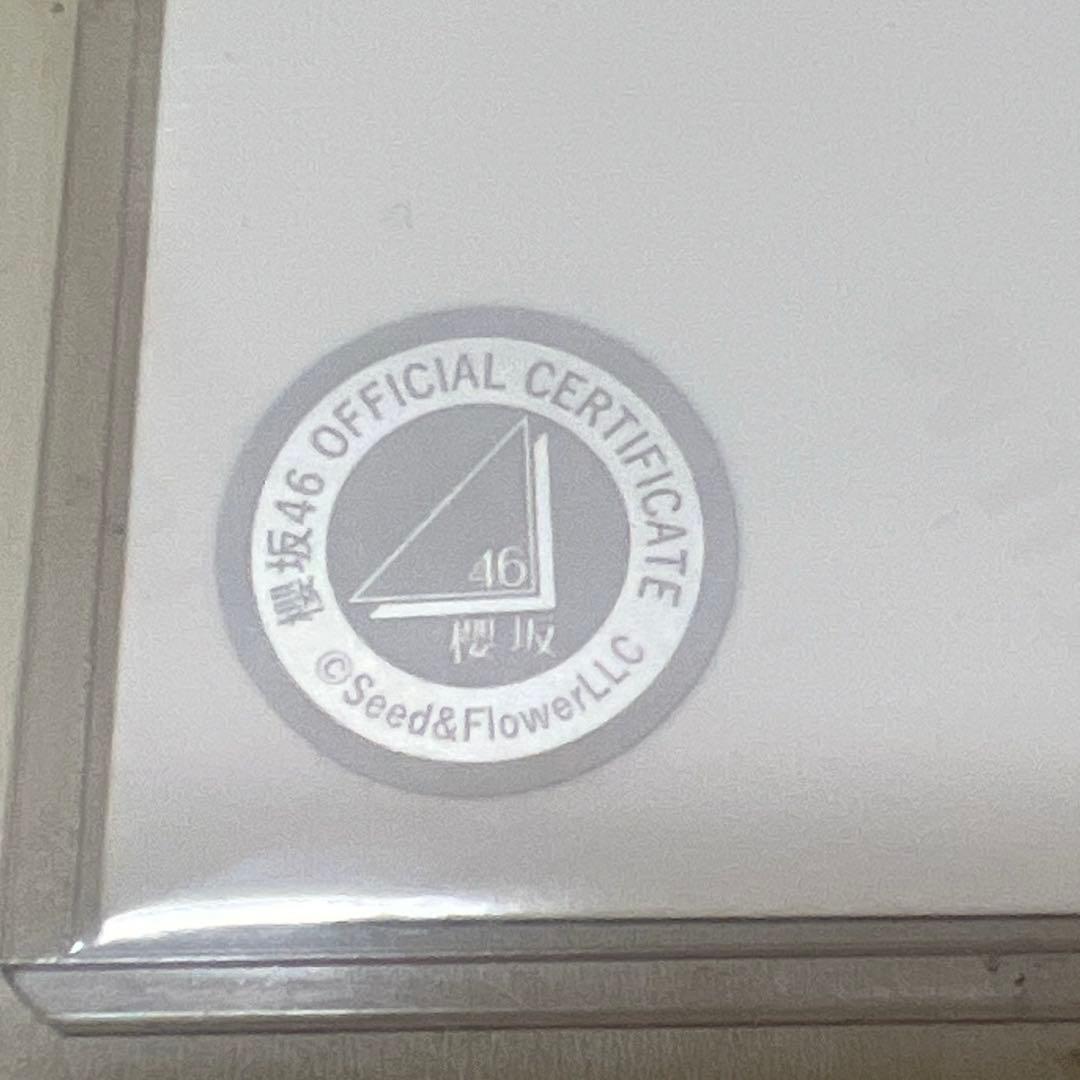 櫻坂46 OFFICIAL CERTIFICATE
46
櫻坂
©Seed&FlowerLLC